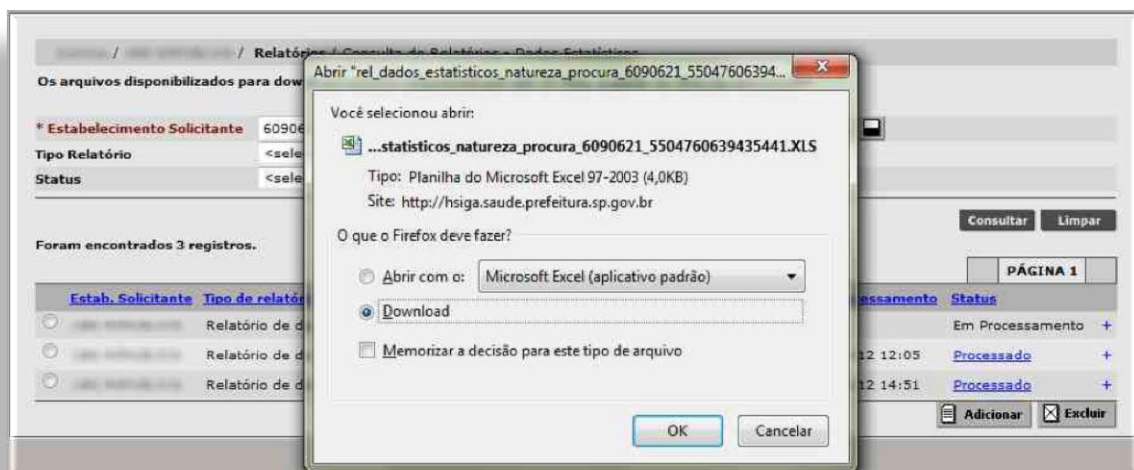 / / Relatórios / Consulta de Relatórios - Dados Estatísticos
Os arquivos disponibilizados para dow
* Estabelecimento Solicitante 60906
Tipo Relatório <sele
Status <sele
Consultar Limpar
Foram encontrados 3 registros.
PÁGINA 1
Estab. Solicitante Tipo de relatór essamento Status
Relatório de d Em Processamento +
Relatório de d 12 12:05 Processado +
Relatório de d 12 14:51 Processado +
Adicionar Excluir
Abrir "rel_dados_estatisticos_natureza_procura_6090621_55047606394...
Você selecionou abrir:
...statisticos_natureza_procura_6090621_5504760639435441.XLS
Tipo: Planilha do Microsoft Excel 97-2003 (4,0KB)
Site: http://hsiga.saude.prefeitura.sp.gov.br
O que o Firefox deve fazer?
Abrir com o: Microsoft Excel (aplicativo padrão)
Download
Memorizar a decisão para este tipo de arquivo
OK Cancelar